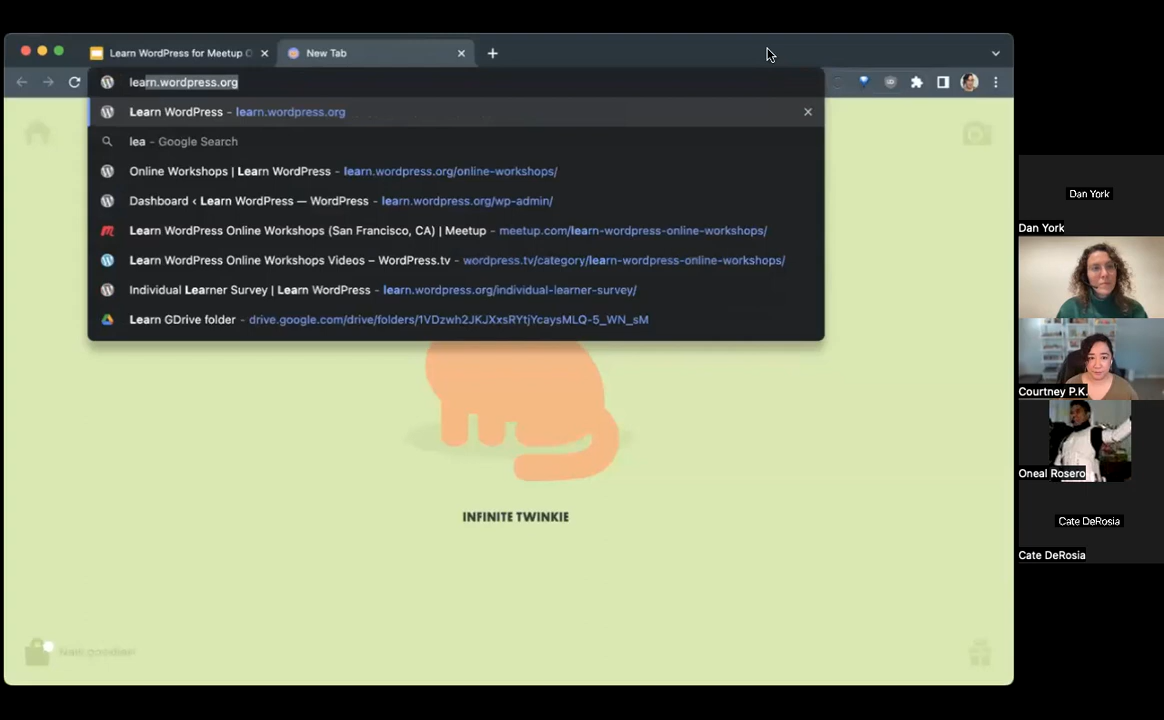 Learn WordPress for Meetup O
New Tab
learn.wordpress.org
Learn WordPress - learn.wordpress.org
lea - Google Search
Online Workshops | Learn WordPress - learn.wordpress.org/online-workshops/
Dashboard ‹ Learn WordPress — WordPress - learn.wordpress.org/wp-admin/
Learn WordPress Online Workshops (San Francisco, CA) | Meetup - meetup.com/learn-wordpress-online-workshops/
Learn WordPress Online Workshops Videos – WordPress.tv - wordpress.tv/category/learn-wordpress-online-workshops/
Individual Learner Survey | Learn WordPress - learn.wordpress.org/individual-learner-survey/
Learn GDrive folder - drive.google.com/drive/folders/1VDzwh2JKJXxsRYtjYcaysMLQ-5_WN_sM
INFINITE TWINKIE
Dan York
Dan York
Courtney P.K.
Oneal Rosero
Cate DeRosia
Cate DeRosia